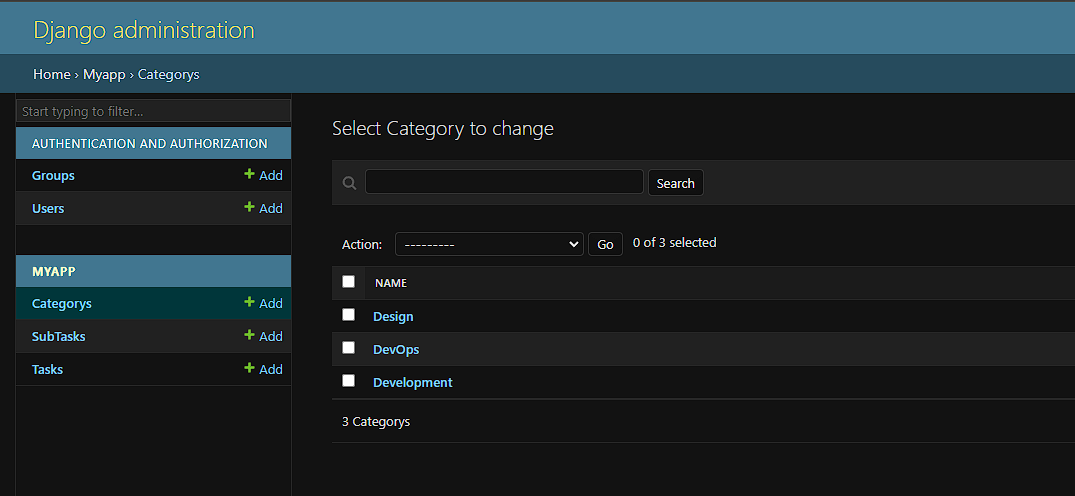 Django administration
Home › Myapp › Categorys
Start typing to filter...
AUTHENTICATION AND AUTHORIZATION
Groups + Add
Users + Add
MYAPP
Categorys + Add
SubTasks + Add
Tasks + Add
Select Category to change
Search
Action: --------- Go 0 of 3 selected
NAME
Design
DevOps
Development
3 Categorys